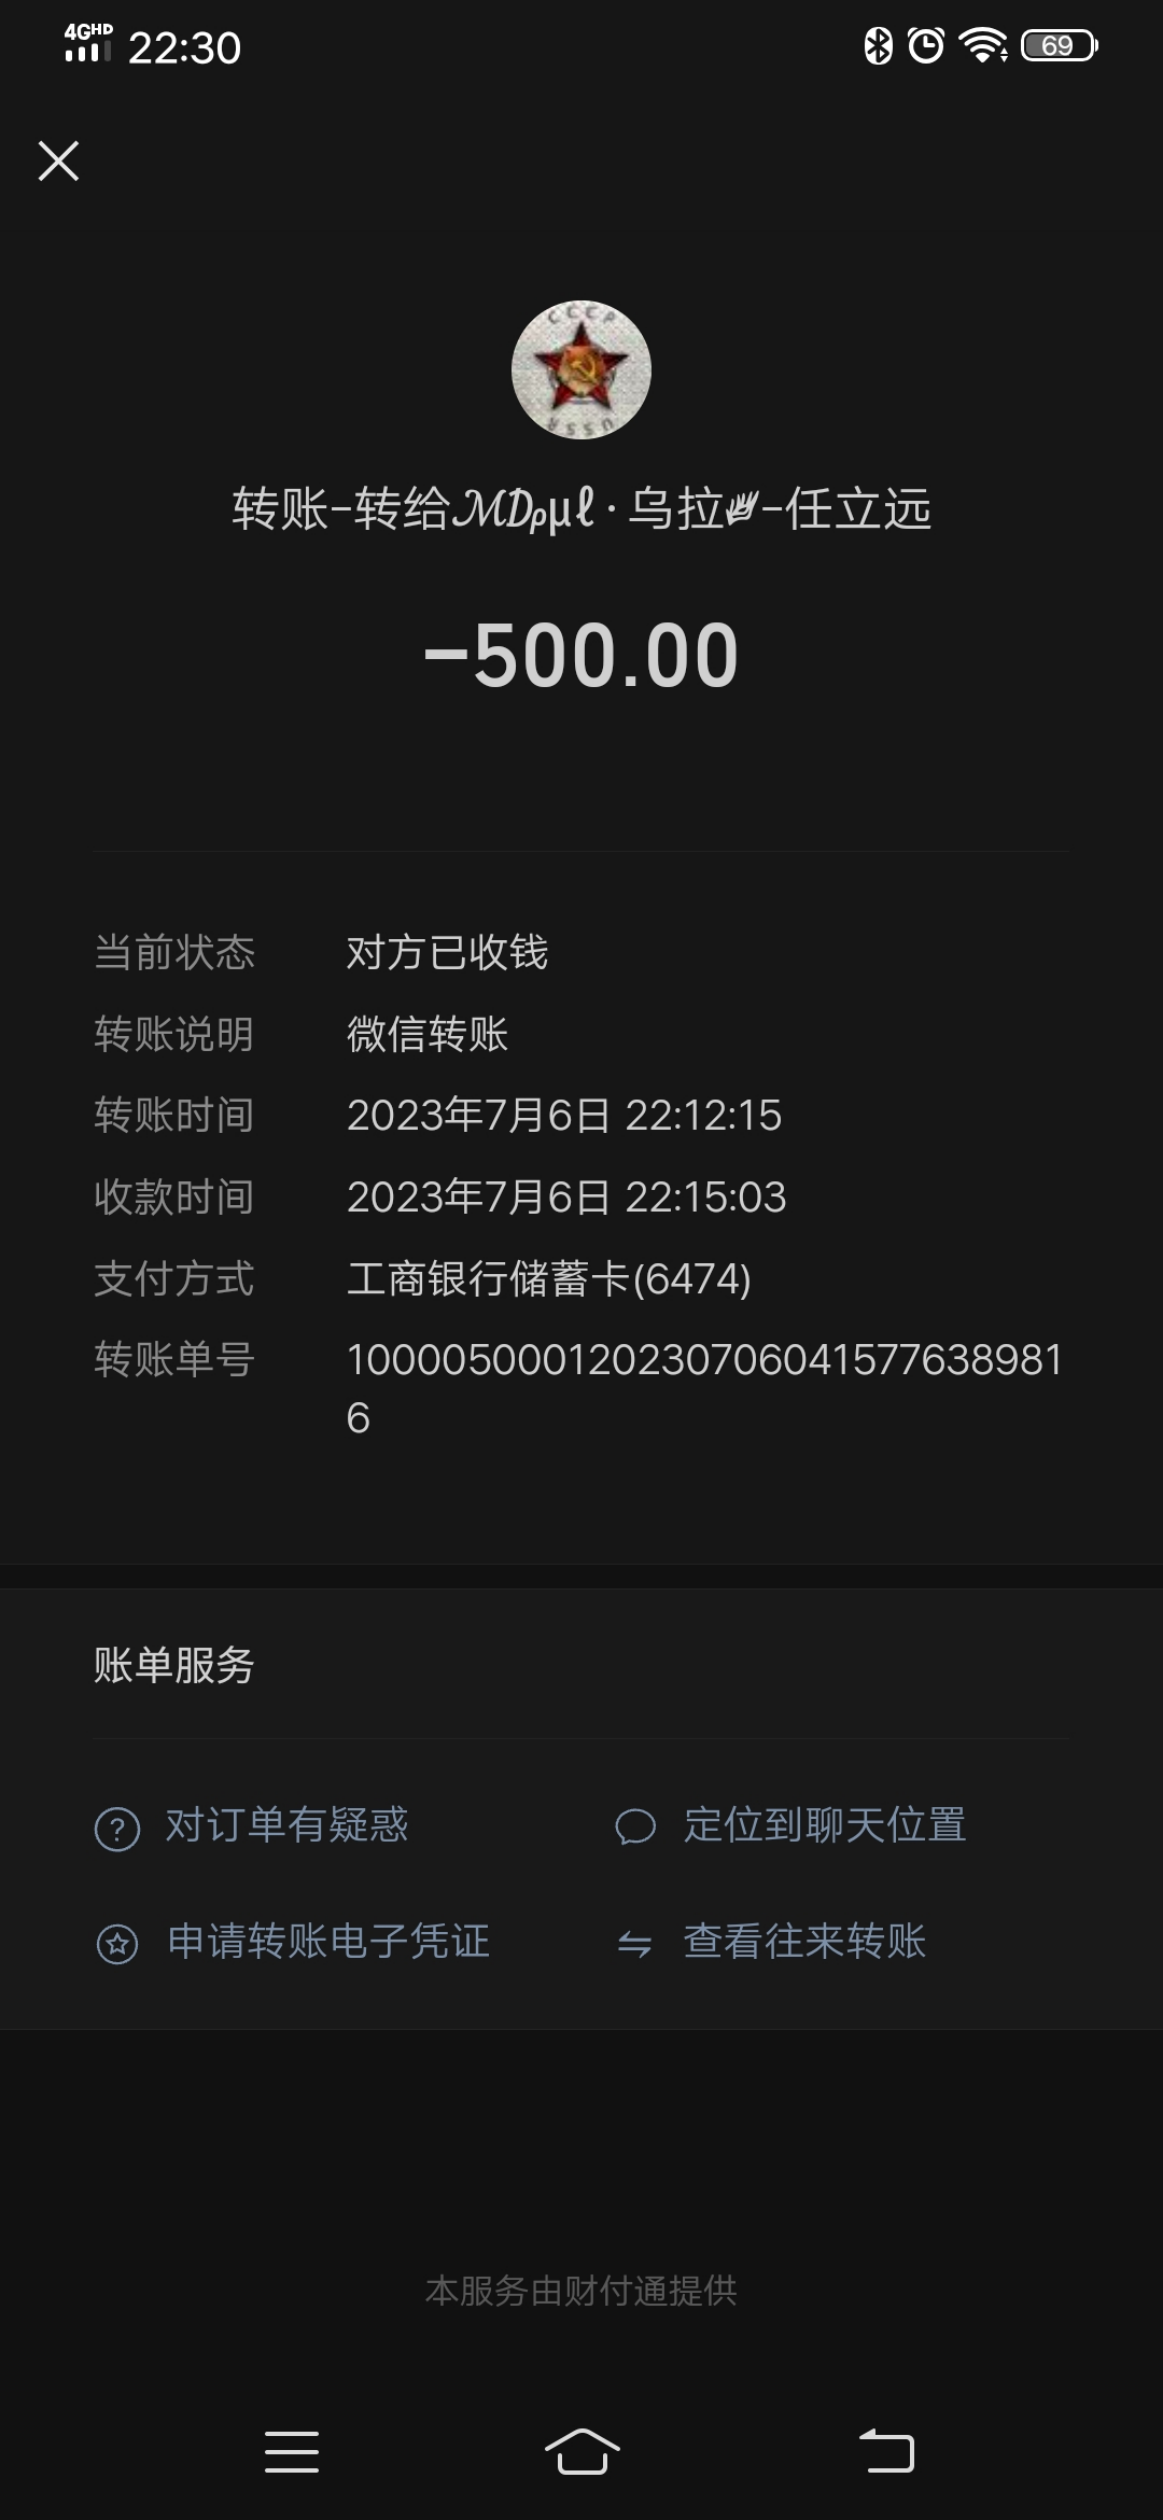 4GHD 22:30 69
CCCP
USSR
转账-转给ℳ𝒟𝓅μℓ·乌拉-任立远
-500.00
当前状态 对方已收钱
转账说明 微信转账
转账时间 2023年7月6日 22:12:15
收款时间 2023年7月6日 22:15:03
支付方式 工商银行储蓄卡(6474)
转账单号 100005000120230706041577638981
6
账单服务
对订单有疑惑 定位到聊天位置
申请转账电子凭证 查看往来转账
本服务由财付通提供